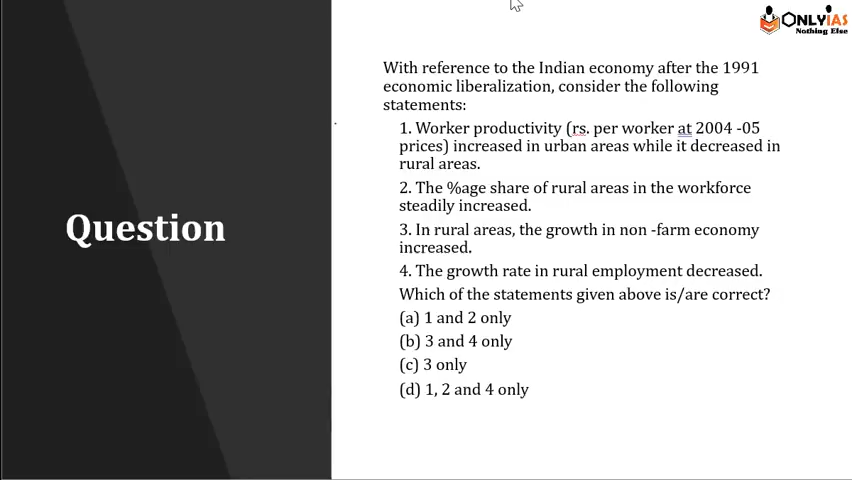 ONLYIAS
Nothing Else
With reference to the Indian economy after the 1991
economic liberalization, consider the following
statements:
1. Worker productivity (rs. per worker at 2004 -05
prices) increased in urban areas while it decreased in
rural areas.
2. The %age share of rural areas in the workforce
steadily increased.
3. In rural areas, the growth in non -farm economy
increased.
4. The growth rate in rural employment decreased.
Which of the statements given above is/are correct?
(a) 1 and 2 only
(b) 3 and 4 only
(c) 3 only
(d) 1, 2 and 4 only
Question